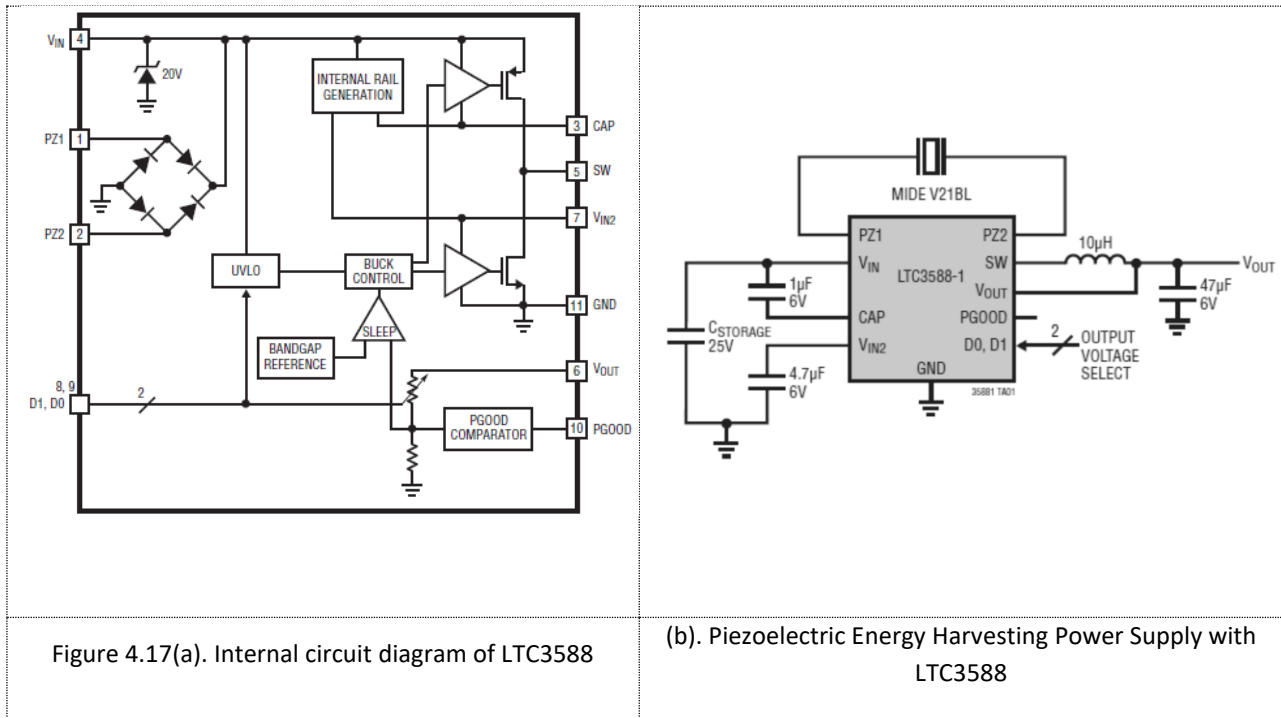 VIN 4
20V
PZ1 1
PZ2 2
INTERNAL RAIL
GENERATION
3 CAP
5 SW
7 VIN2
UVLO
BUCK
CONTROL
11 GND
SLEEP
BANDGAP
REFERENCE
6 VOUT
8, 9
D1, D0
2
PGOOD
COMPARATOR
10 PGOOD
MIDE V21BL
PZ1
PZ2
VIN
SW
LTC3588-1
VOUT
CAP
PGOOD
VIN2
D0, D1
GND
10µH
VOUT
47µF
6V
1µF
6V
CSTORAGE
25V
4.7µF
6V
2
OUTPUT
VOLTAGE
SELECT
35881 TA01
Figure 4.17(a). Internal circuit diagram of LTC3588
(b). Piezoelectric Energy Harvesting Power Supply with
LTC3588